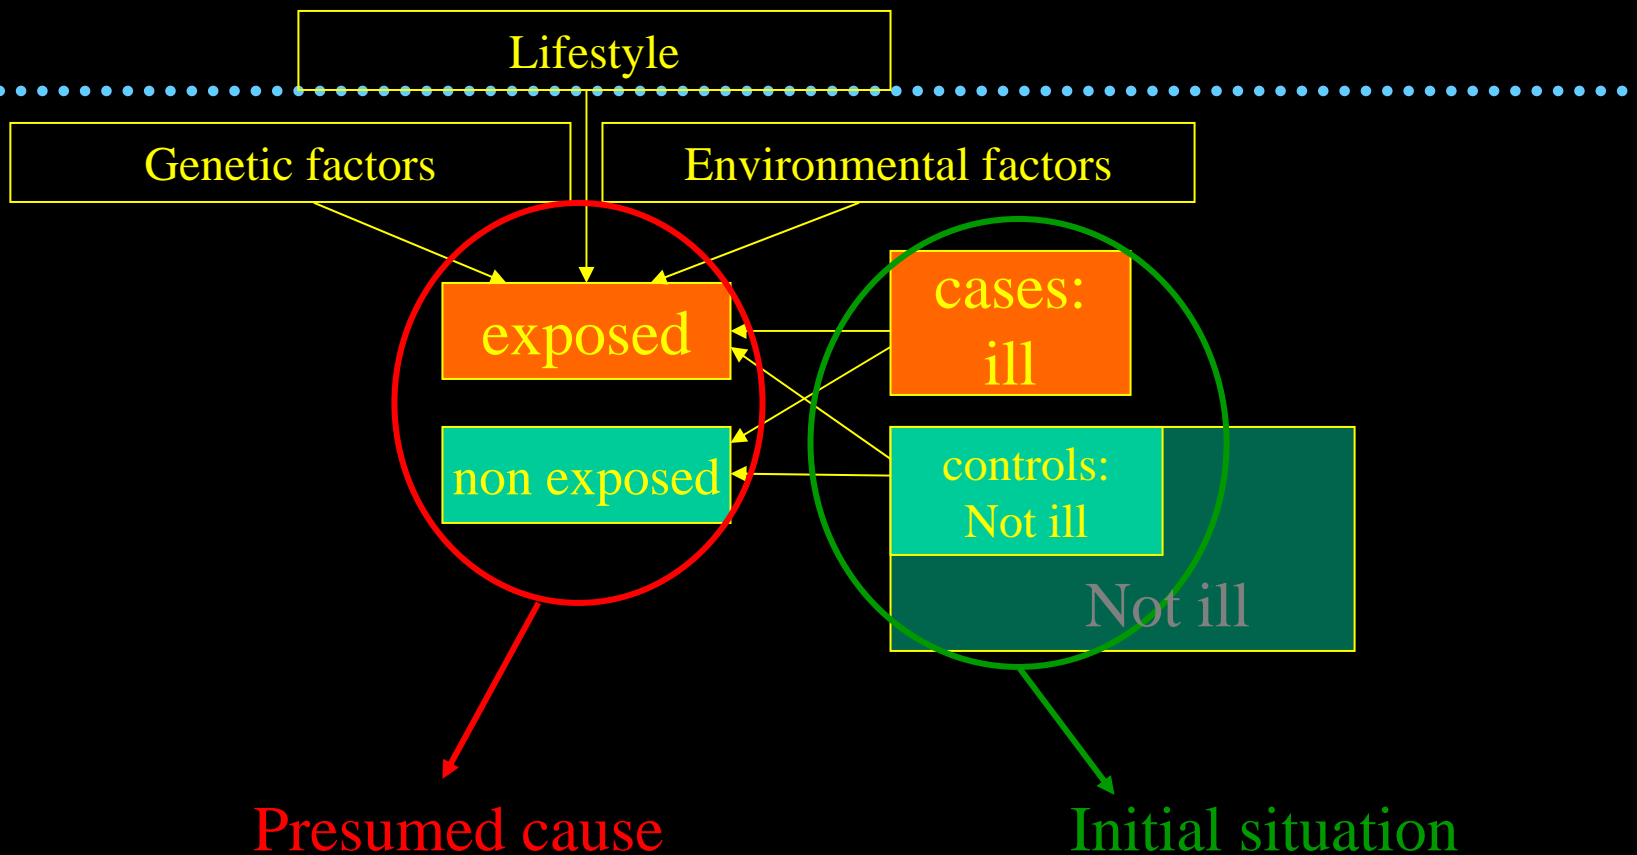 Lifestyle
Genetic factors
Environmental factors
cases:
ill
exposed
controls:
Not ill
non exposed
Not ill
Presumed cause
Initial situation